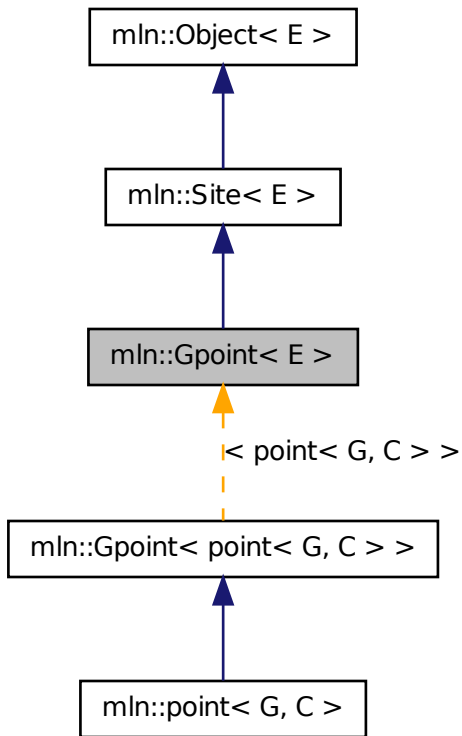 mln::Object< E >
mln::Site< E >
mln::Gpoint< E >
< point< G, C > >
mln::Gpoint< point< G, C > >
mln::point< G, C >